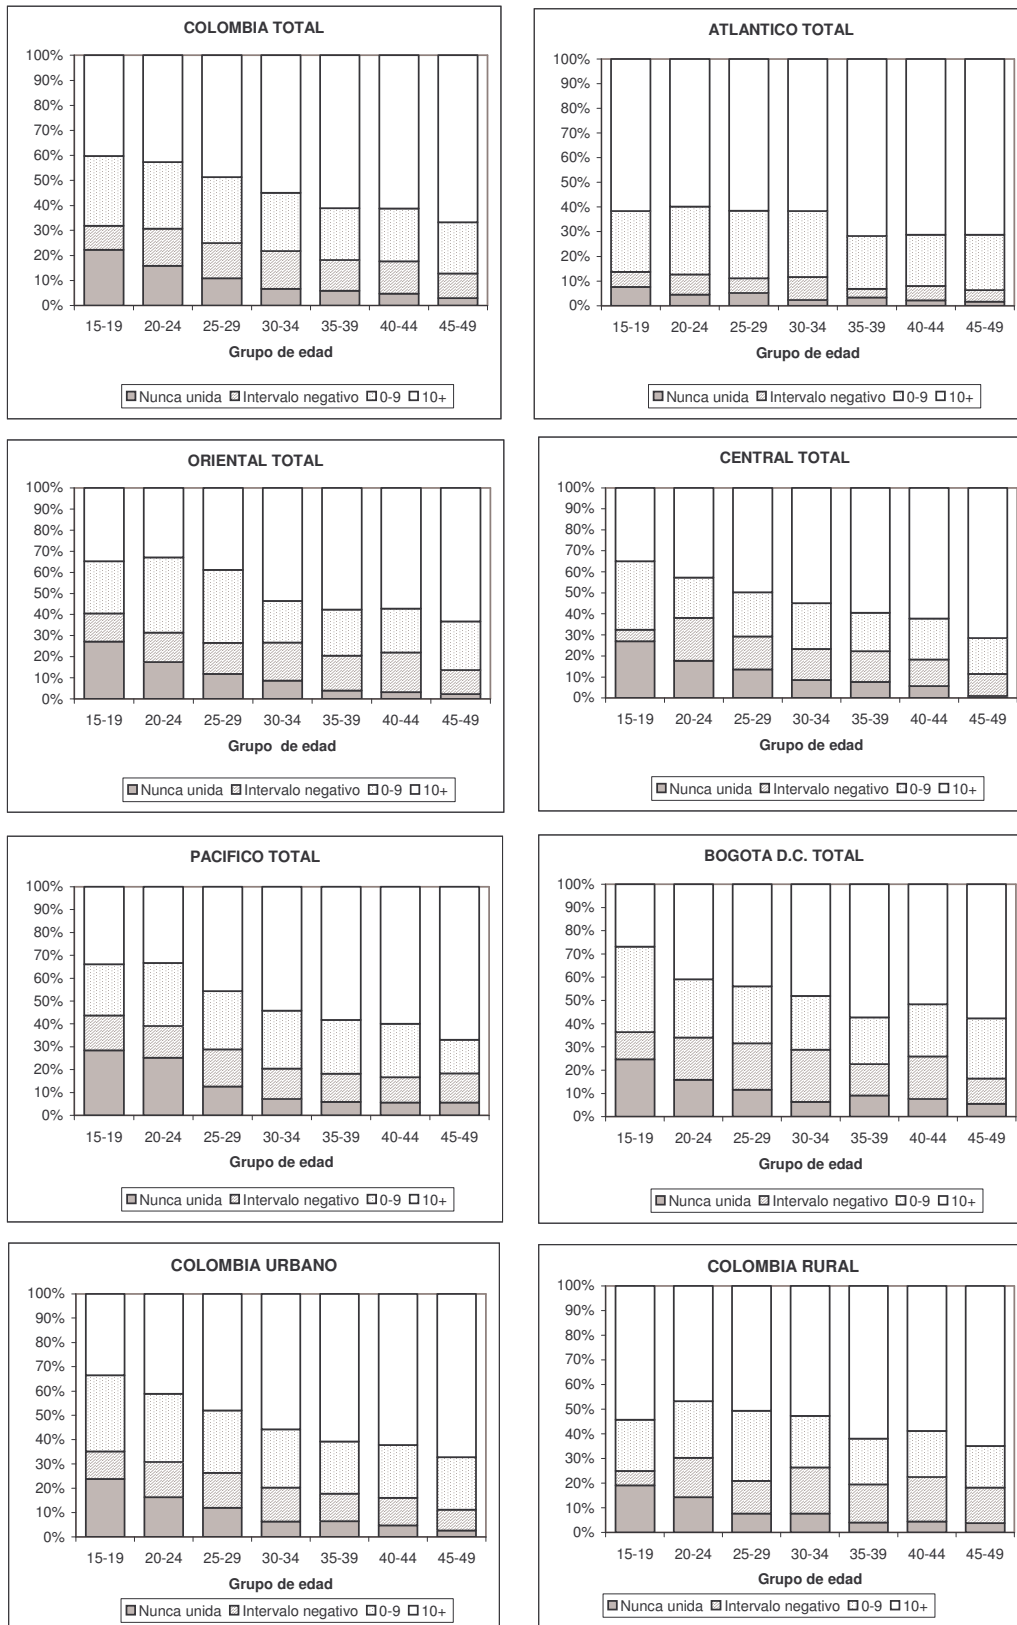 COLOMBIA TOTAL
100%
90%
80%
70%
60%
50%
40%
30%
20%
10%
0%
15-19 20-24 25-29 30-34 35-39 40-44 45-49
Grupo de edad
Nunca unida Intervalo negativo 0-9 10+
ATLANTICO TOTAL
100%
90%
80%
70%
60%
50%
40%
30%
20%
10%
0%
15-19 20-24 25-29 30-34 35-39 40-44 45-49
Grupo de edad
Nunca unida Intervalo negativo 0-9 10+
ORIENTAL TOTAL
100%
90%
80%
70%
60%
50%
40%
30%
20%
10%
0%
15-19 20-24 25-29 30-34 35-39 40-44 45-49
Grupo de edad
Nunca unida Intervalo negativo 0-9 10+
CENTRAL TOTAL
100%
90%
80%
70%
60%
50%
40%
30%
20%
10%
0%
15-19 20-24 25-29 30-34 35-39 40-44 45-49
Grupo de edad
Nunca unida Intervalo negativo 0-9 10+
PACIFICO TOTAL
100%
90%
80%
70%
60%
50%
40%
30%
20%
10%
0%
15-19 20-24 25-29 30-34 35-39 40-44 45-49
Grupo de edad
Nunca unida Intervalo negativo 0-9 10+
BOGOTA D.C. TOTAL
100%
90%
80%
70%
60%
50%
40%
30%
20%
10%
0%
15-19 20-24 25-29 30-34 35-39 40-44 45-49
Grupo de edad
Nunca unida Intervalo negativo 0-9 10+
COLOMBIA URBANO
100%
90%
80%
70%
60%
50%
40%
30%
20%
10%
0%
15-19 20-24 25-29 30-34 35-39 40-44 45-49
Grupo de edad
Nunca unida Intervalo negativo 0-9 10+
COLOMBIA RURAL
100%
90%
80%
70%
60%
50%
40%
30%
20%
10%
0%
15-19 20-24 25-29 30-34 35-39 40-44 45-49
Grupo de edad
Nunca unida Intervalo negativo 0-9 10+